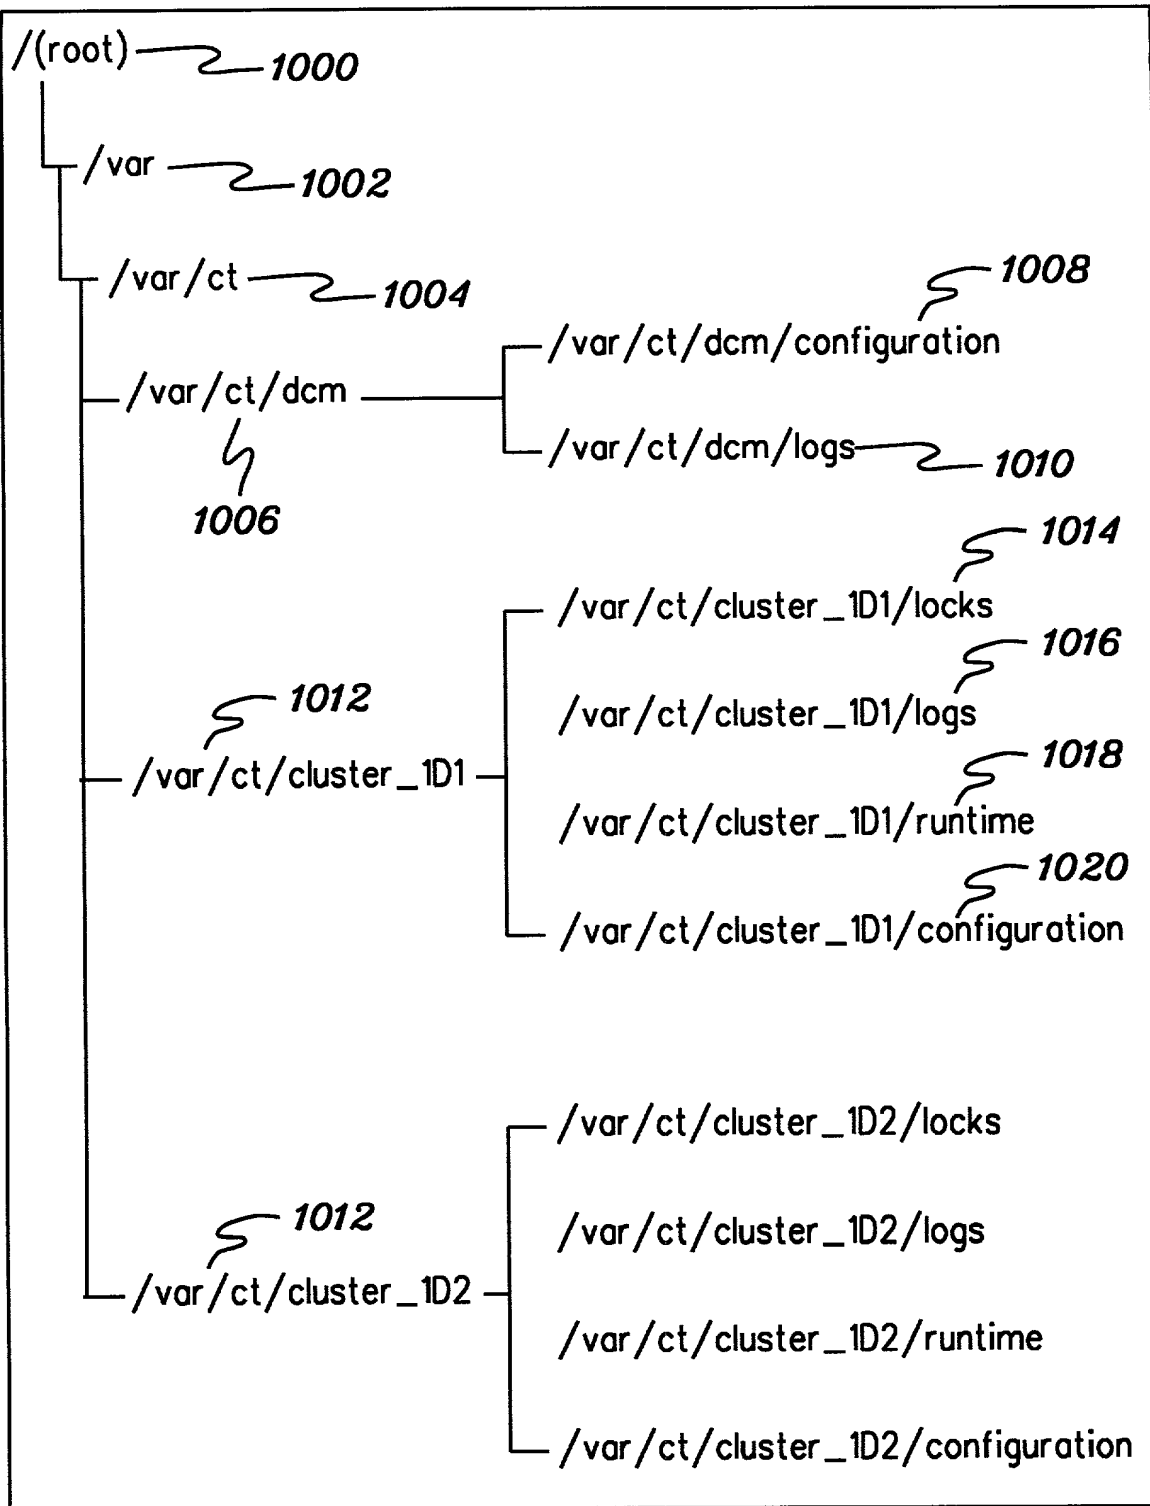 /(root) 1000
/var 1002
/var/ct 1004
1008
/var/ct/dcm/configuration
/var/ct/dcm
/var/ct/dcm/logs 1010
1006
1014
/var/ct/cluster_1D1/locks
1016
1012
/var/ct/cluster_1D1/logs
1018
/var/ct/cluster_1D1
/var/ct/cluster_1D1/runtime
1020
/var/ct/cluster_1D1/configuration
/var/ct/cluster_1D2/locks
1012
/var/ct/cluster_1D2/logs
/var/ct/cluster_1D2
/var/ct/cluster_1D2/runtime
/var/ct/cluster_1D2/configuration